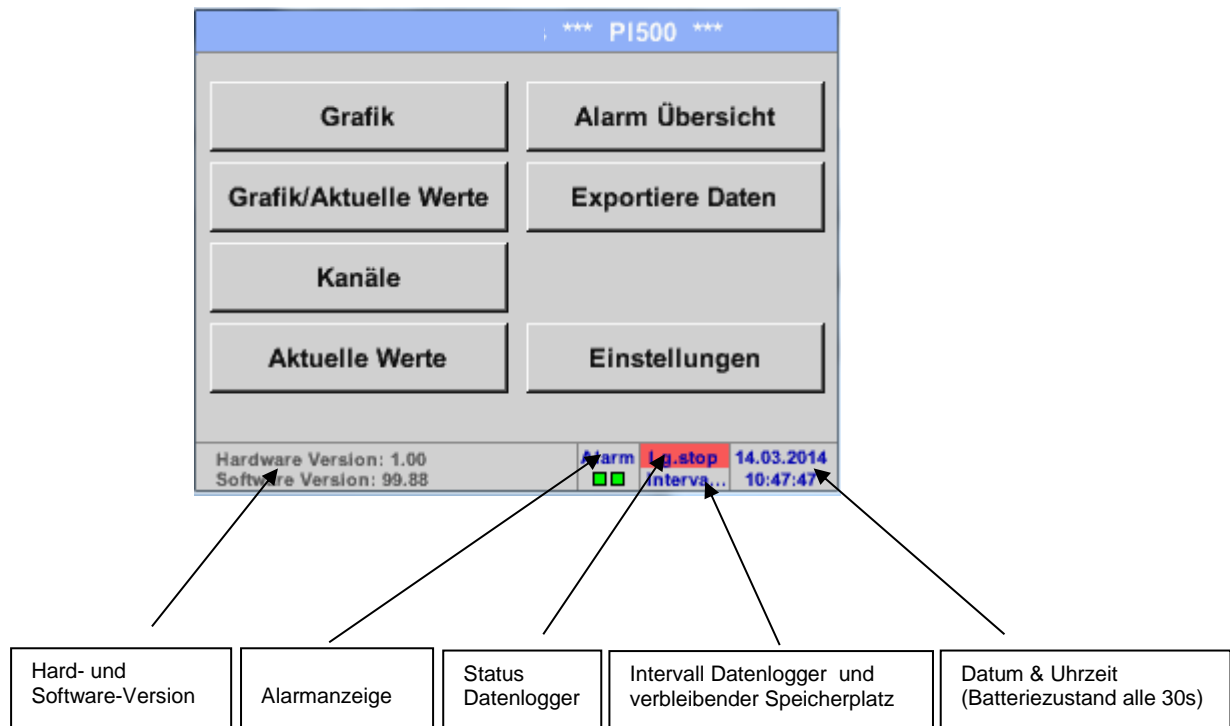 *** PI500 ***
Grafik
Alarm Übersicht
Grafik/Aktuelle Werte
Exportiere Daten
Kanäle
Aktuelle Werte
Einstellungen
Hardware Version: 1.00
Software Version: 99.88
Alarm
Lg.stop
Interva...
14.03.2014
10:47:47
Hard- und
Software-Version
Alarmanzeige
Status
Datenlogger
Intervall Datenlogger und
verbleibender Speicherplatz
Datum & Uhrzeit
(Batteriezustand alle 30s)